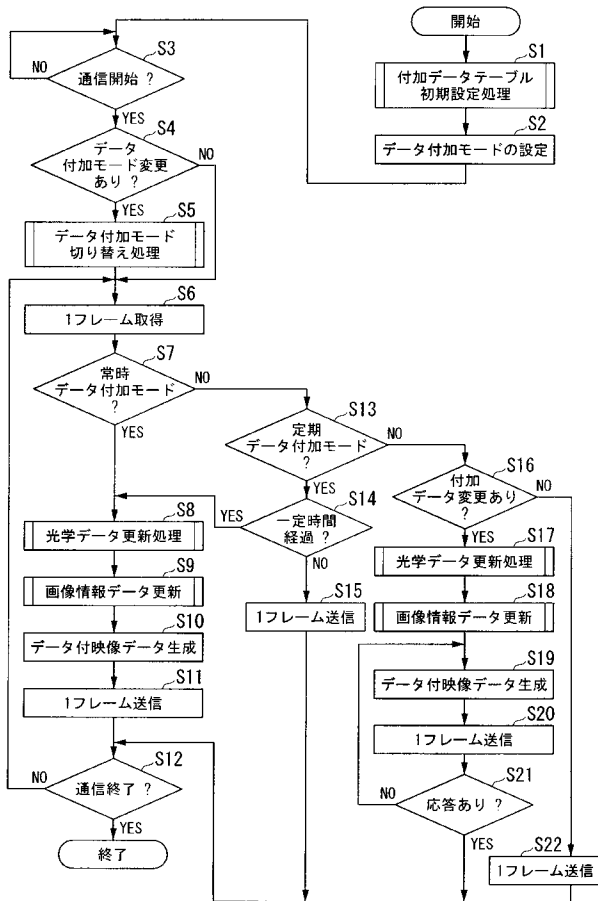 開始
S1
付加データテーブル
初期設定処理
S2
データ付加モードの設定
S3
通信開始 ?
NO
YES
S4
データ
付加モード変更
あり ?
NO
YES
S5
データ付加モード
切り替え処理
S6
1フレーム取得
S7
常時
データ付加モード
?
NO
YES
S8
光学データ更新処理
S9
画像情報データ更新
S10
データ付映像データ生成
S11
1フレーム送信
S12
通信終了 ?
NO
YES
終了
S13
定期
データ付加モード
?
NO
YES
S14
一定時間
経過 ?
YES
NO
S15
1フレーム送信
S16
付加
データ変更あり
?
NO
YES
S17
光学データ更新処理
S18
画像情報データ更新
S19
データ付映像データ生成
S20
1フレーム送信
S21
応答あり ?
NO
YES
S22
1フレーム送信